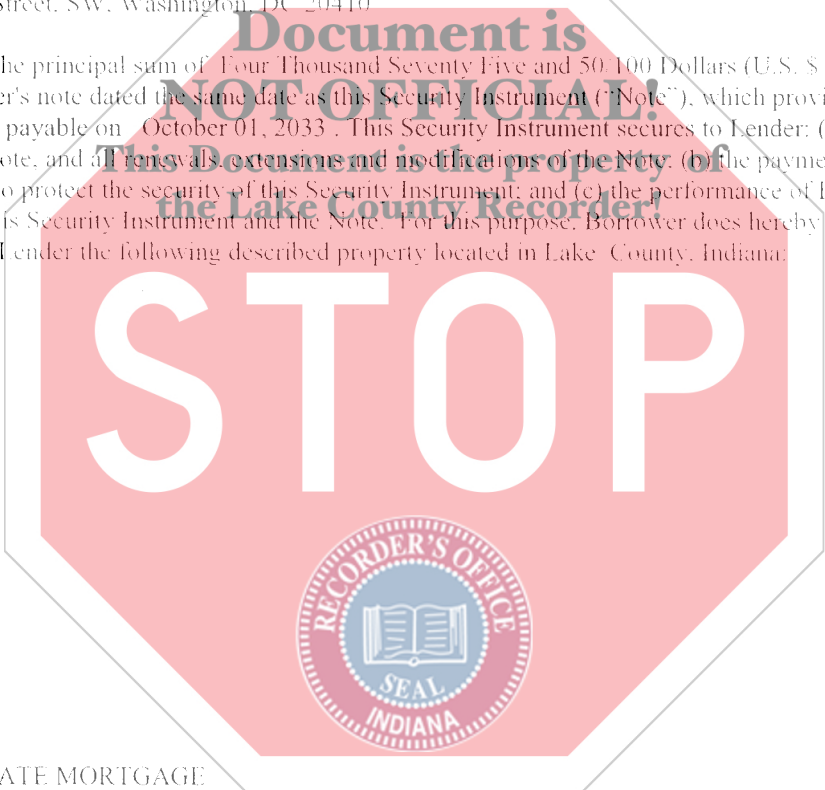 Street, SW, Washington, DC 20410
Document is
he principal sum of Four Thousand Seventy Five and 50/100 Dollars (U.S. $
NOT OFFICIAL!
er's note dated the same date as this Security Instrument ("Note"), which provi
payable on October 01, 2033 . This Security Instrument secures to Lender: (
This Document is the property of
ote, and all renewals, extensions and modifications of the Note; (b) the payme
o protect the security of this Security Instrument; and (c) the performance of
the Lake County Recorder!
is Security Instrument and the Note. For this purpose, Borrower does hereby
Lender the following described property located in Lake County, Indiana:
STOP
RECORDER'S OFFICE
SEAL
INDIANA
ATE MORTGAGE